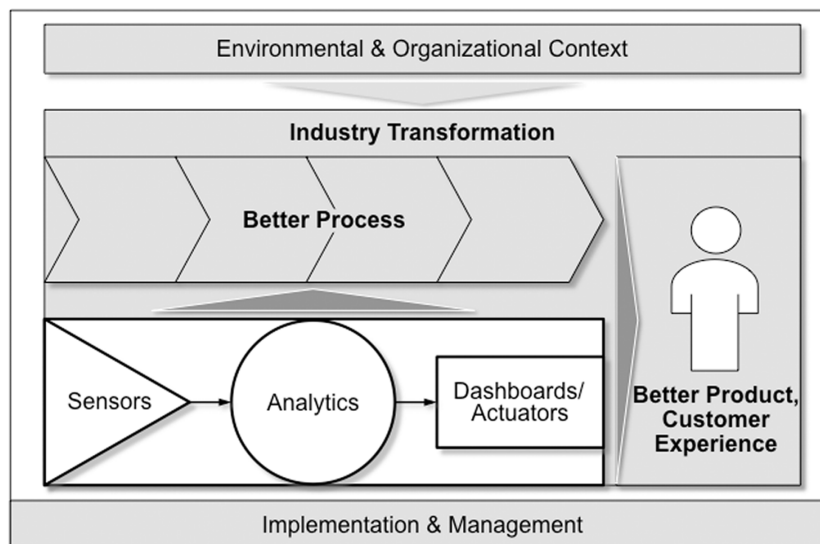 Environmental & Organizational Context
Industry Transformation
Better Process
Sensors
Analytics
Dashboards/
Actuators
Better Product,
Customer
Experience
Implementation & Management